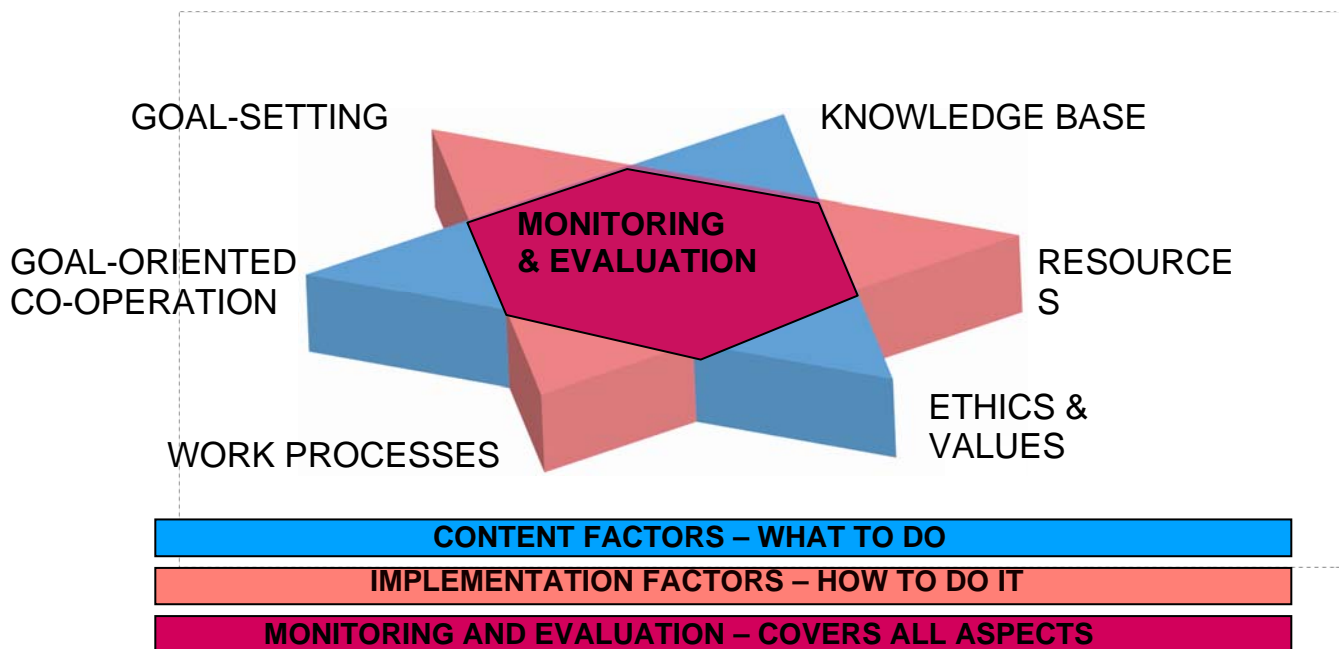 GOAL-SETTING
KNOWLEDGE BASE
MONITORING
& EVALUATION
GOAL-ORIENTED
CO-OPERATION
RESOURCE
S
ETHICS &
VALUES
WORK PROCESSES
CONTENT FACTORS – WHAT TO DO
IMPLEMENTATION FACTORS – HOW TO DO IT
MONITORING AND EVALUATION – COVERS ALL ASPECTS